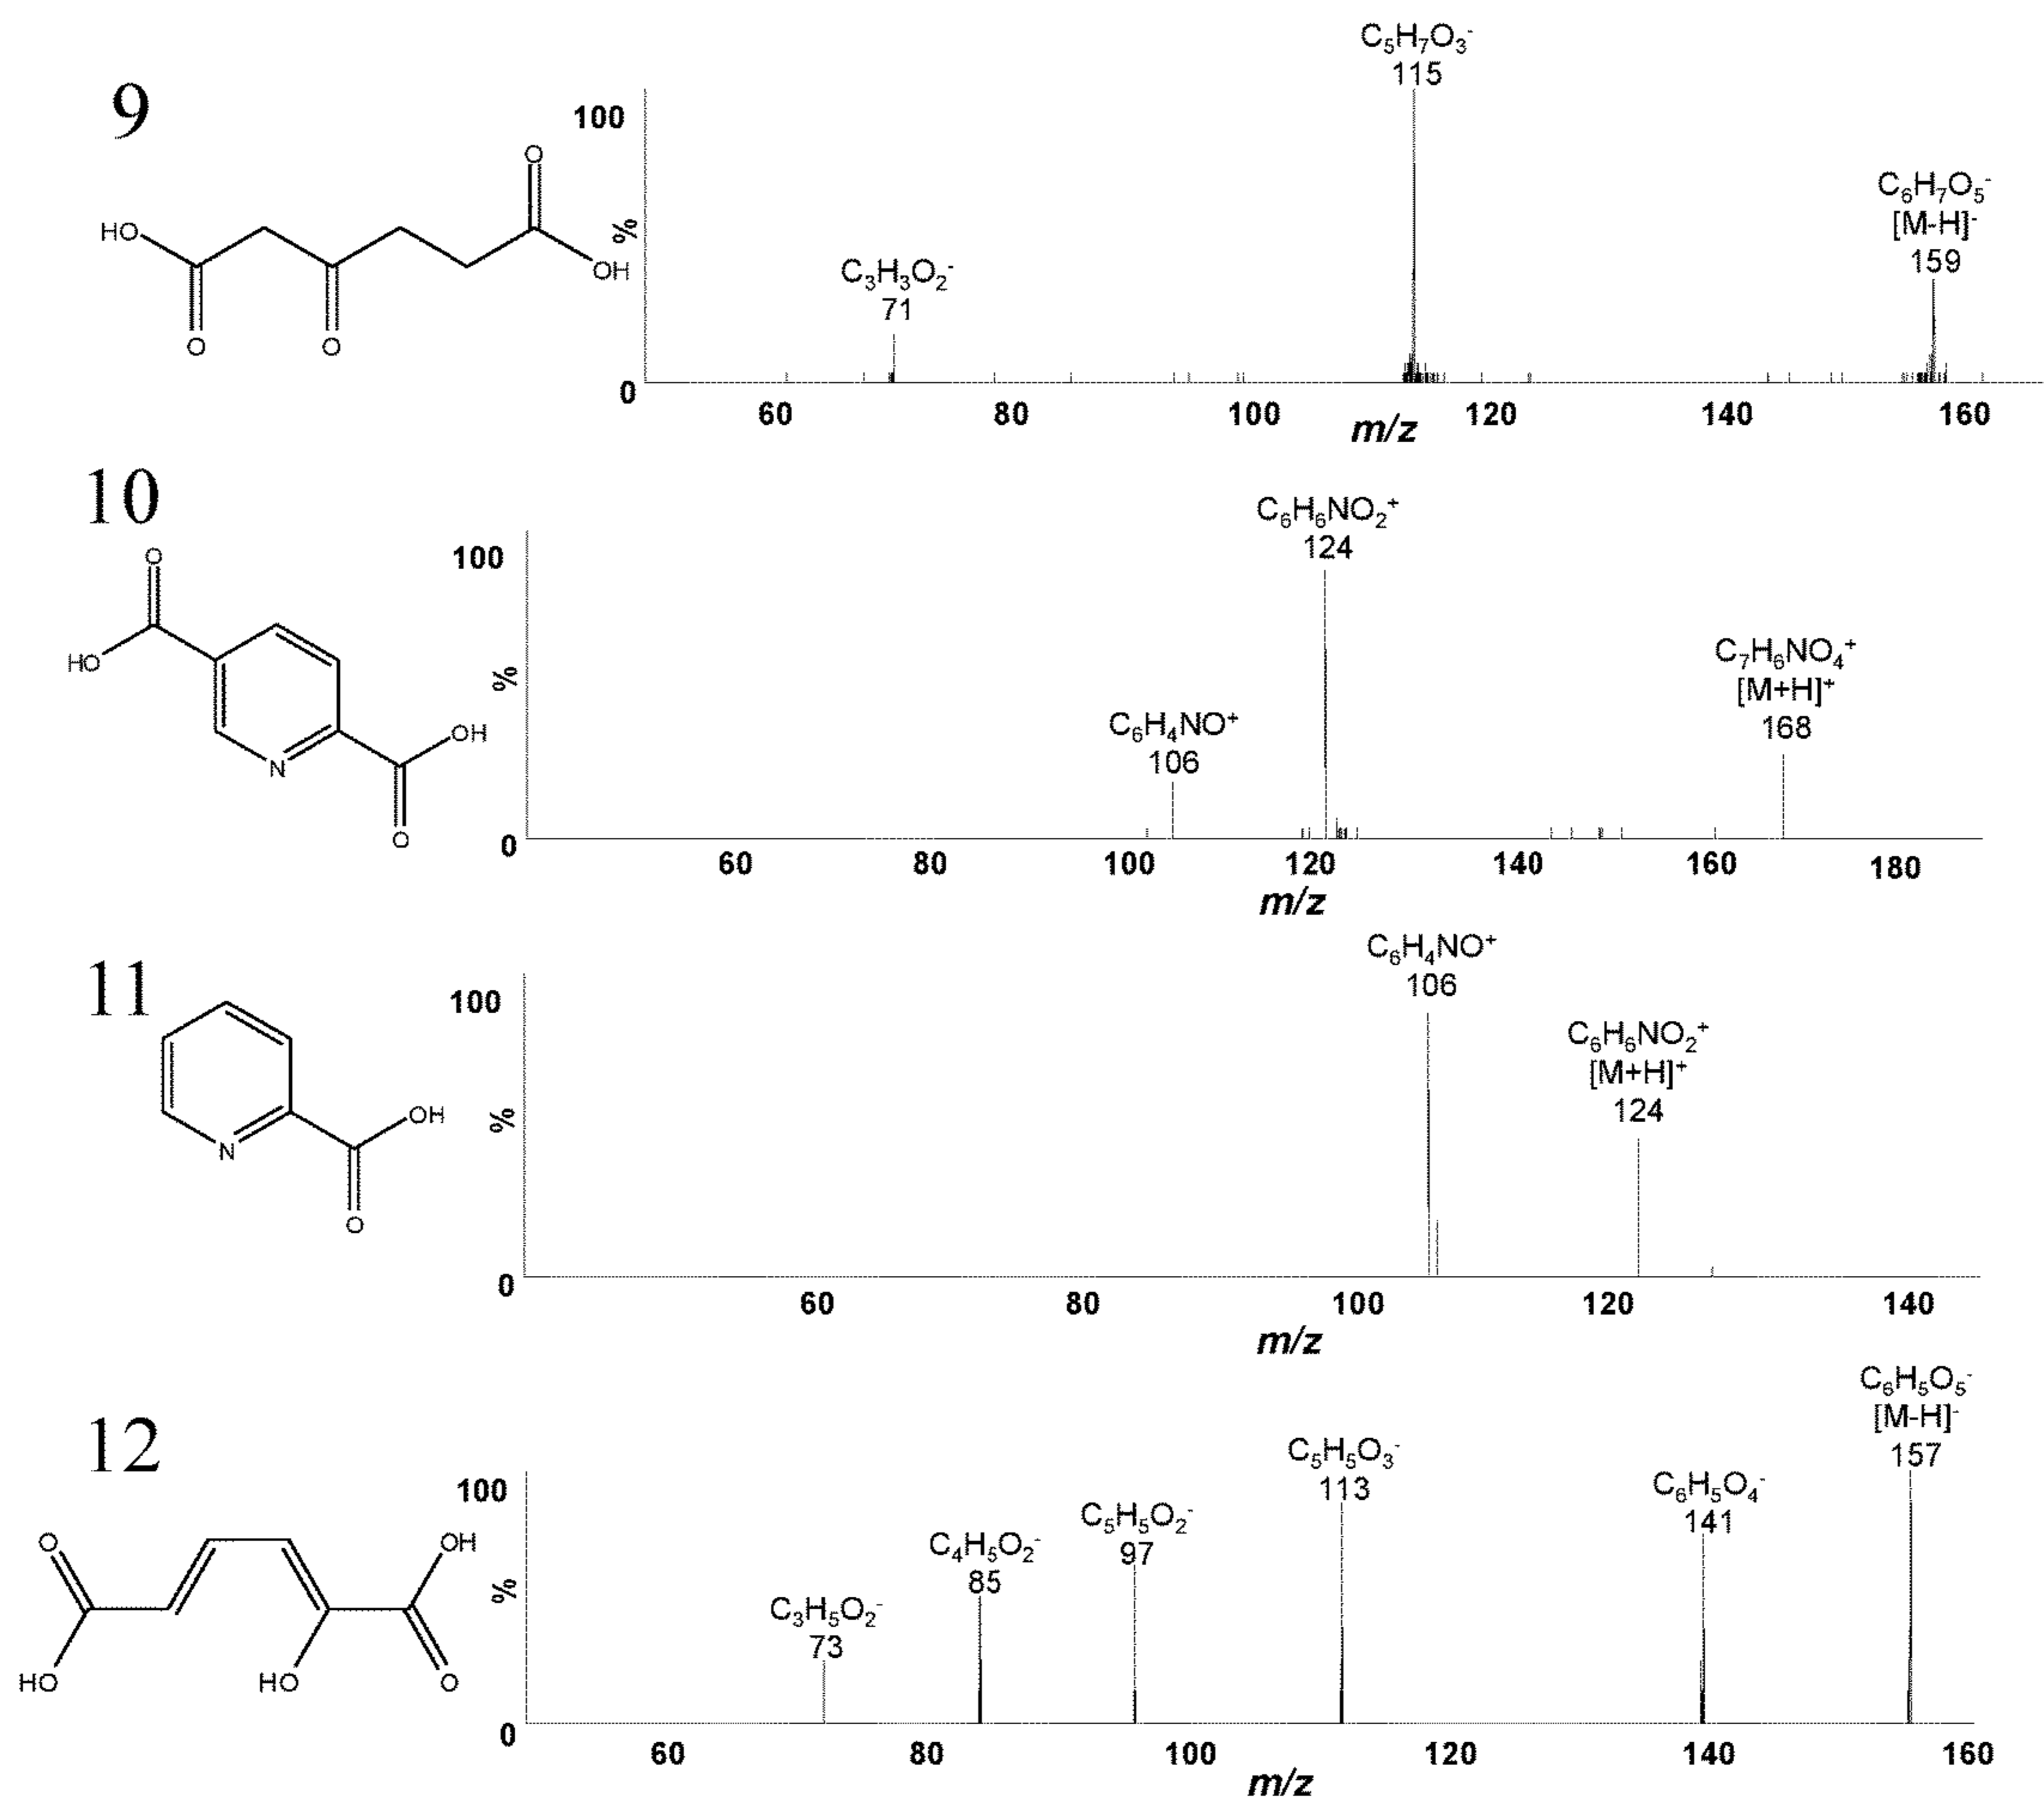 9
HO
O
O
O
OH
100
%
0
C₃H₃O₂⁻
71
C₅H₇O₃⁻
115
C₆H₇O₅⁻
[M-H]⁻
159
60 80 100 120 140 160
m/z
10
O
HO
N
OH
O
100
%
0
C₆H₄NO⁺
106
C₆H₆NO₂⁺
124
C₇H₆NO₄⁺
[M+H]⁺
168
60 80 100 120 140 160 180
m/z
11
N
OH
O
100
%
0
C₆H₄NO⁺
106
C₆H₆NO₂⁺
[M+H]⁺
124
60 80 100 120 140
m/z
12
O
HO
HO
OH
O
100
%
0
C₃H₅O₂⁻
73
C₄H₅O₂⁻
85
C₅H₅O₂⁻
97
C₅H₅O₃⁻
113
C₆H₅O₄⁻
141
C₆H₅O₅⁻
[M-H]⁻
157
60 80 100 120 140 160
m/z